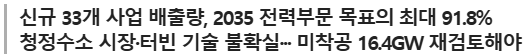 신규 33개 사업 배출량, 2035 전력부문 목표의 최대 91.8%
청정수소 시장·터빈 기술 불확실… 미착공 16.4GW 재검토해야